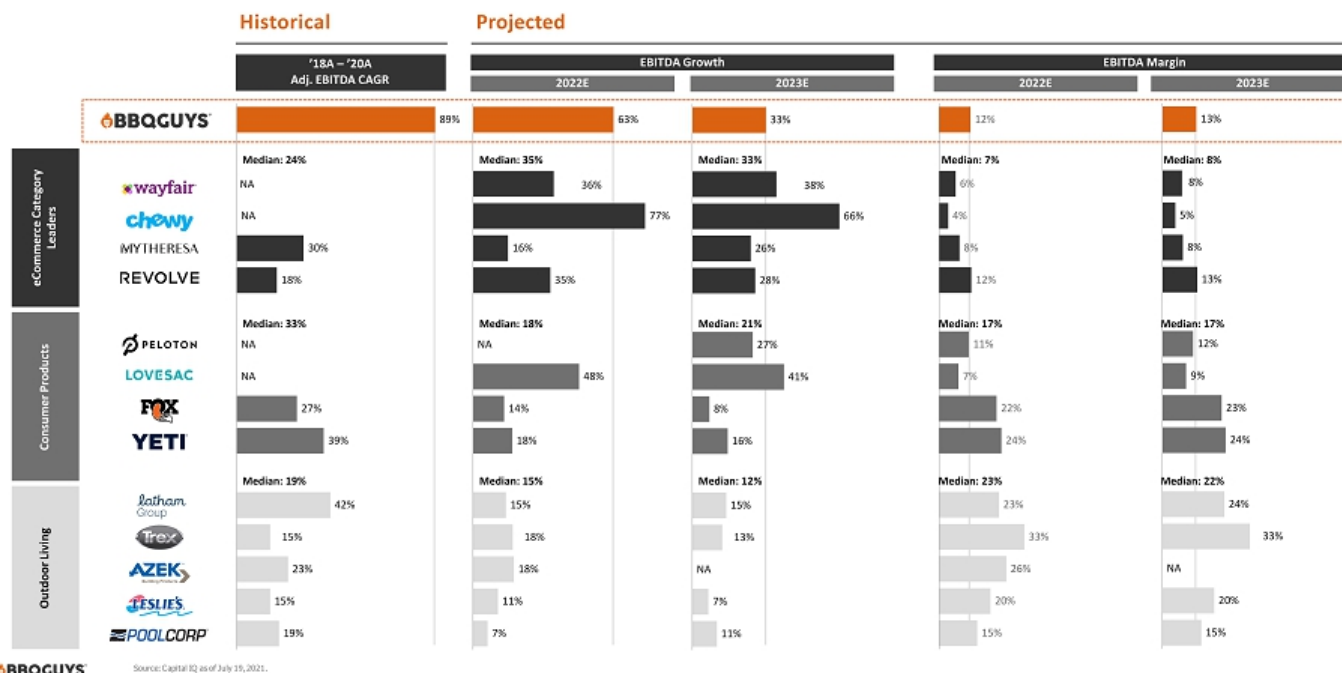 Historical
Projected
'18A – '20A
Adj. EBITDA CAGR
EBITDA Growth
EBITDA Margin
2022E
2023E
2022E
2023E
BBQGUYS
89%
63%
33%
12%
13%
eCommerce Category
Leaders
Median: 24%
Median: 35%
Median: 33%
Median: 7%
Median: 8%
wayfair
NA
36%
38%
6%
8%
chewy
NA
77%
66%
4%
5%
MYTHERESA
30%
16%
26%
8%
8%
REVOLVE
18%
35%
28%
12%
13%
Consumer Products
Median: 33%
Median: 18%
Median: 21%
Median: 17%
Median: 17%
PELOTON
NA
NA
27%
11%
12%
LOVESAC
NA
48%
41%
7%
9%
FOX
27%
14%
8%
22%
23%
YETI
39%
18%
16%
24%
24%
Outdoor Living
Median: 19%
Median: 15%
Median: 12%
Median: 23%
Median: 22%
latham
Group
42%
15%
15%
23%
24%
Trex
15%
18%
13%
33%
33%
AZEK
23%
18%
NA
26%
NA
LESLIE'S
15%
11%
7%
20%
20%
POOLCORP
19%
7%
11%
15%
15%
BBQGUYS
Source: Capital IQ as of July 19, 2021.